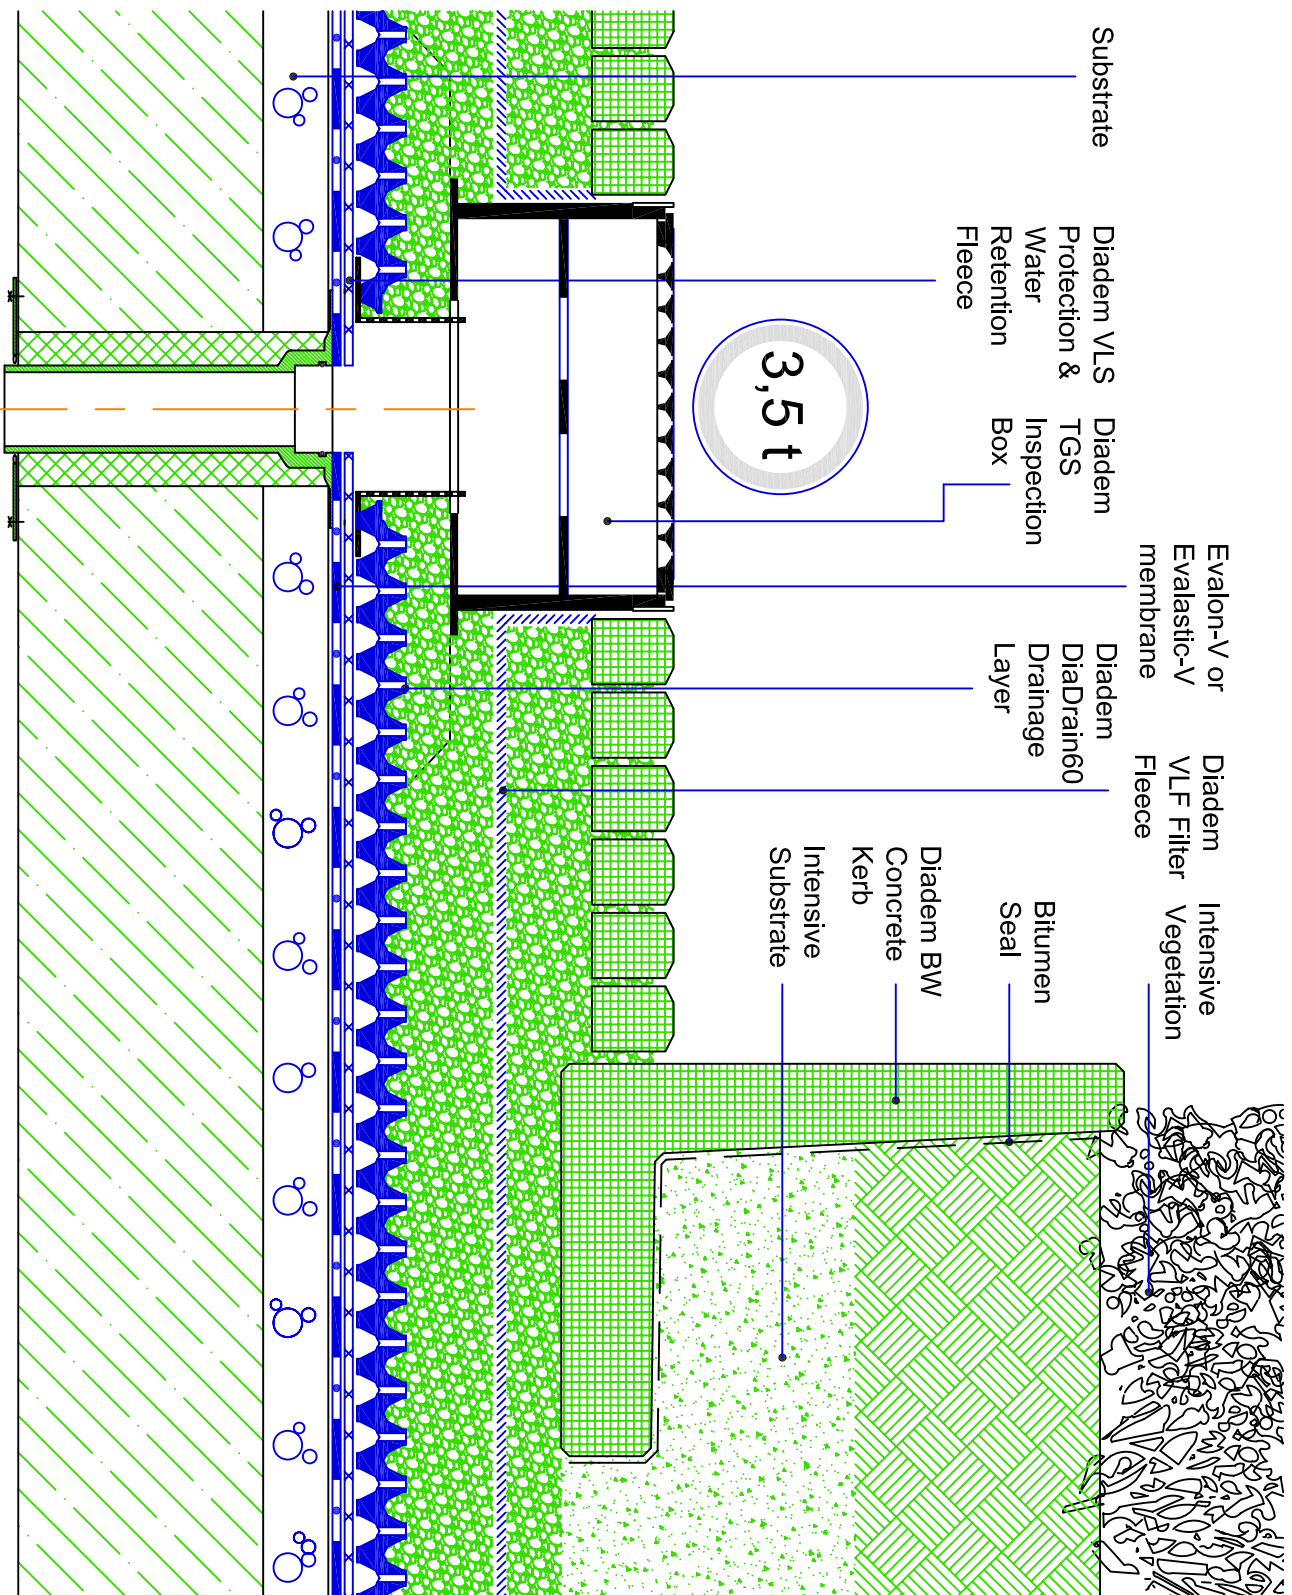 Substrate
Diadem VLS
Protection &
Water
Retention
Fleece
Diadem
TGS
Inspection
Box
Evalon-V or
Evalastic-V
membrane
Diadem
DiaDrain60
Drainage
Layer
Diadem
VLF Filter
Fleece
Intensive
Vegetation
Bitumen
Seal
Diadem BW
Concrete
Kerb
Intensive
Substrate
3,5 t